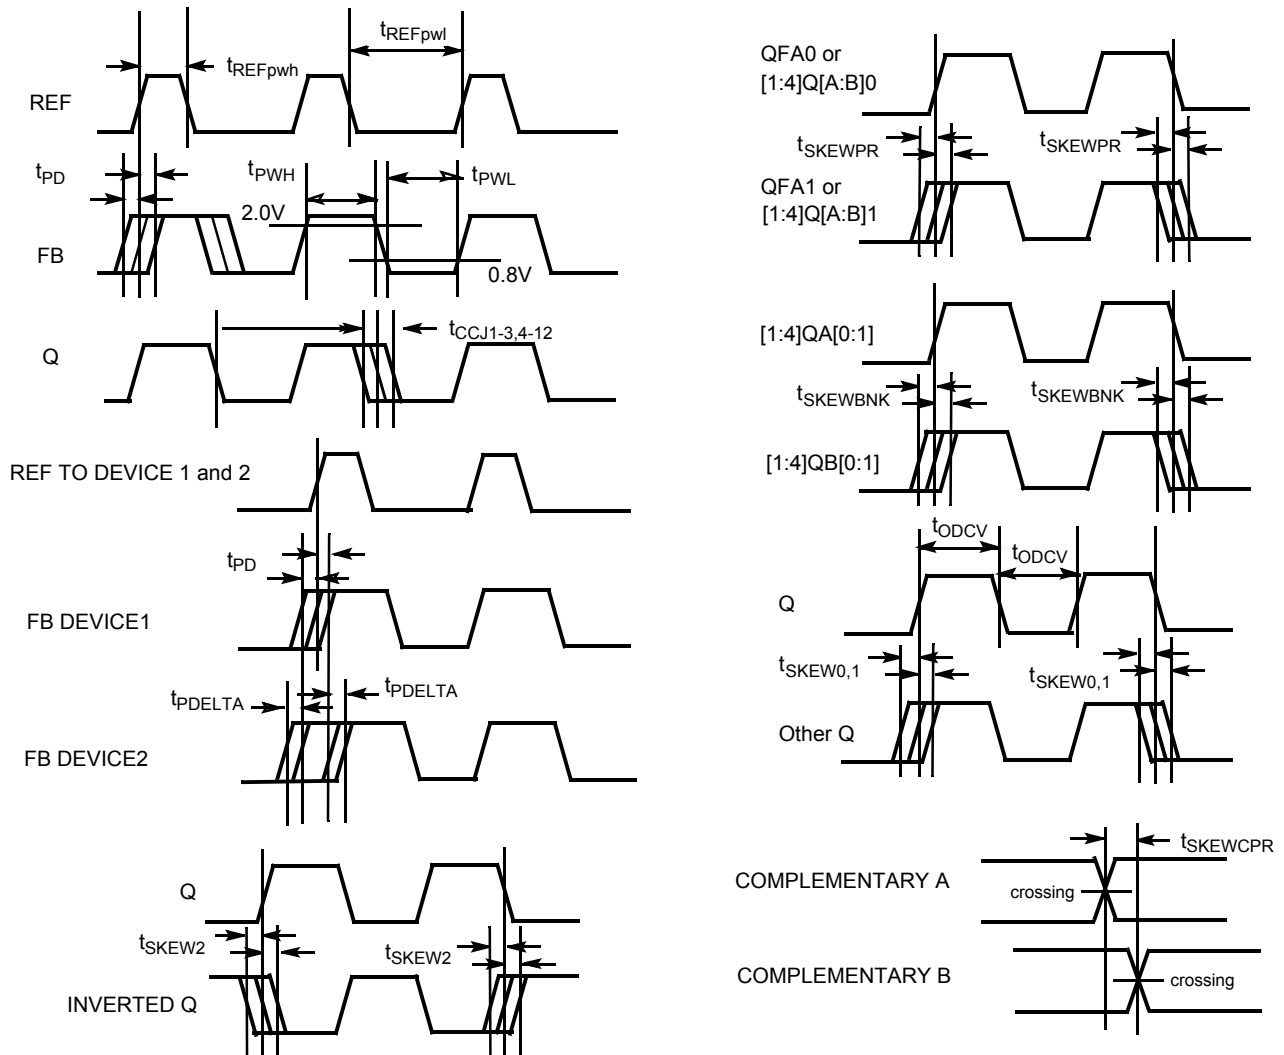 tREFpwl
tREFpwh
REF
tPD
tPWH
tPWL
2.0V
FB
0.8V
tCCJ1-3,4-12
Q
REF TO DEVICE 1 and 2
tPD
FB DEVICE1
tPDELTA
tPDELTA
FB DEVICE2
Q
tSKEW2
tSKEW2
INVERTED Q
QFA0 or
[1:4]Q[A:B]0
tSKEWPR
tSKEWPR
QFA1 or
[1:4]Q[A:B]1
[1:4]QA[0:1]
tSKEWBNK
tSKEWBNK
[1:4]QB[0:1]
tODCV
tODCV
Q
tSKEW0,1
tSKEW0,1
Other Q
tSKEWCPR
COMPLEMENTARY A
crossing
COMPLEMENTARY B
crossing